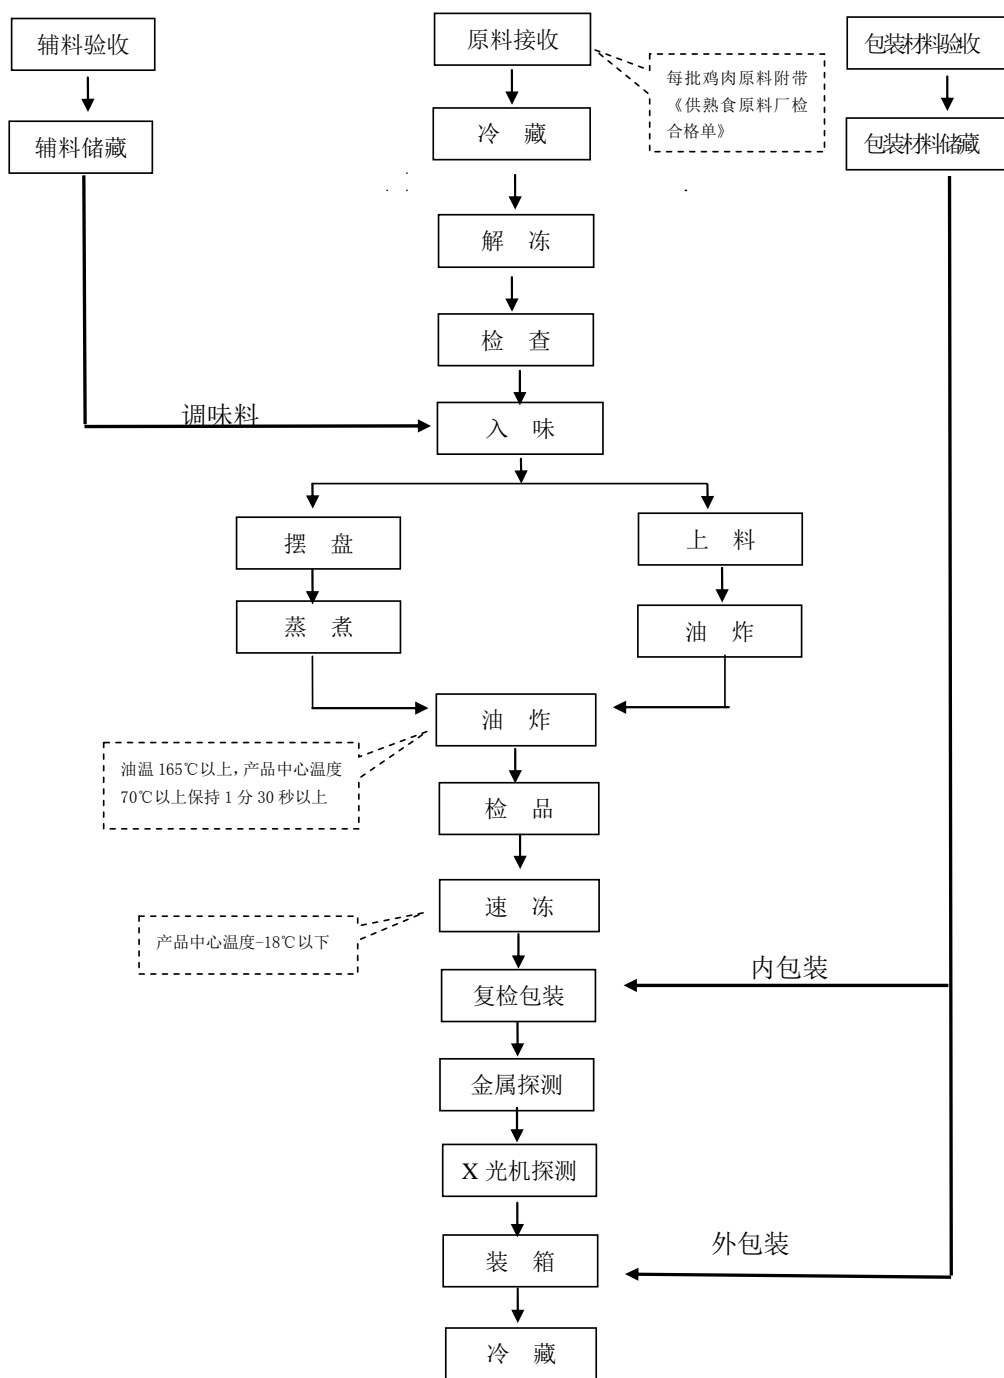 辅料验收
原料接收
包装材料验收
每批鸡肉原料附带
《供熟食原料厂检
合格单》
辅料储藏
冷 藏
包装材料储藏
解 冻
检 查
调味料
入 味
摆 盘
上 料
蒸 煮
油 炸
油 炸
油温 165℃以上,产品中心温度
70℃以上保持 1 分 30 秒以上
检 品
速 冻
产品中心温度-18℃以下
内包装
复检包装
金属探测
X 光机探测
外包装
装 箱
冷 藏